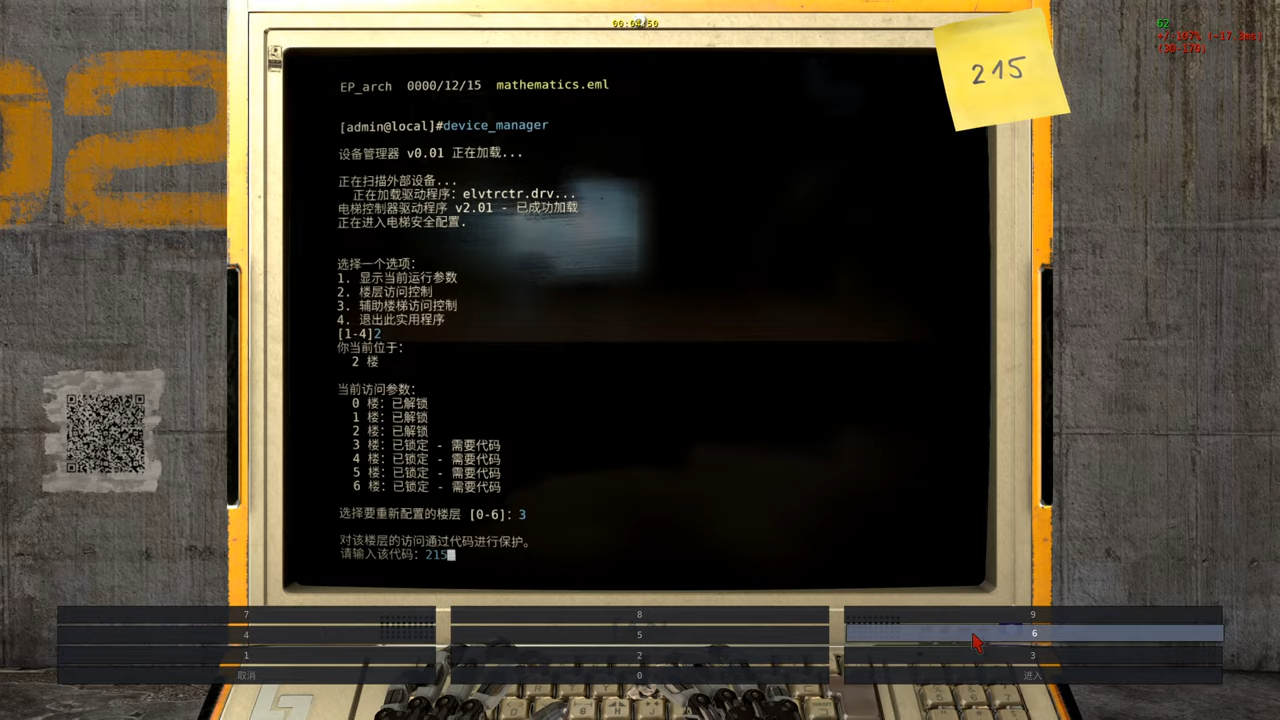 00:04:50
62
+/-107% (~17.3ms)
(30-179)
215
02
EP_arch 0000/12/15 mathematics.eml
[admin@local]#device_manager
设备管理器 v0.01 正在加载...
正在扫描外部设备...
正在加载驱动程序: elvtrctr.drv...
电梯控制器驱动程序 v2.01 - 已成功加载
正在进入电梯安全配置.
选择一个选项:
1. 显示当前运行参数
2. 楼层访问控制
3. 辅助楼梯访问控制
4. 退出此实用程序
[1-4]2
你当前位于:
2 楼
当前访问参数:
0 楼: 已解锁
1 楼: 已解锁
2 楼: 已解锁
3 楼: 已锁定 - 需要代码
4 楼: 已锁定 - 需要代码
5 楼: 已锁定 - 需要代码
6 楼: 已锁定 - 需要代码
选择要重新配置的楼层 [0-6]: 3
对该楼层的访问通过代码进行保护。
请输入该代码: 215
7 8 9
4 5 6
1 2 3
取消 0 进入